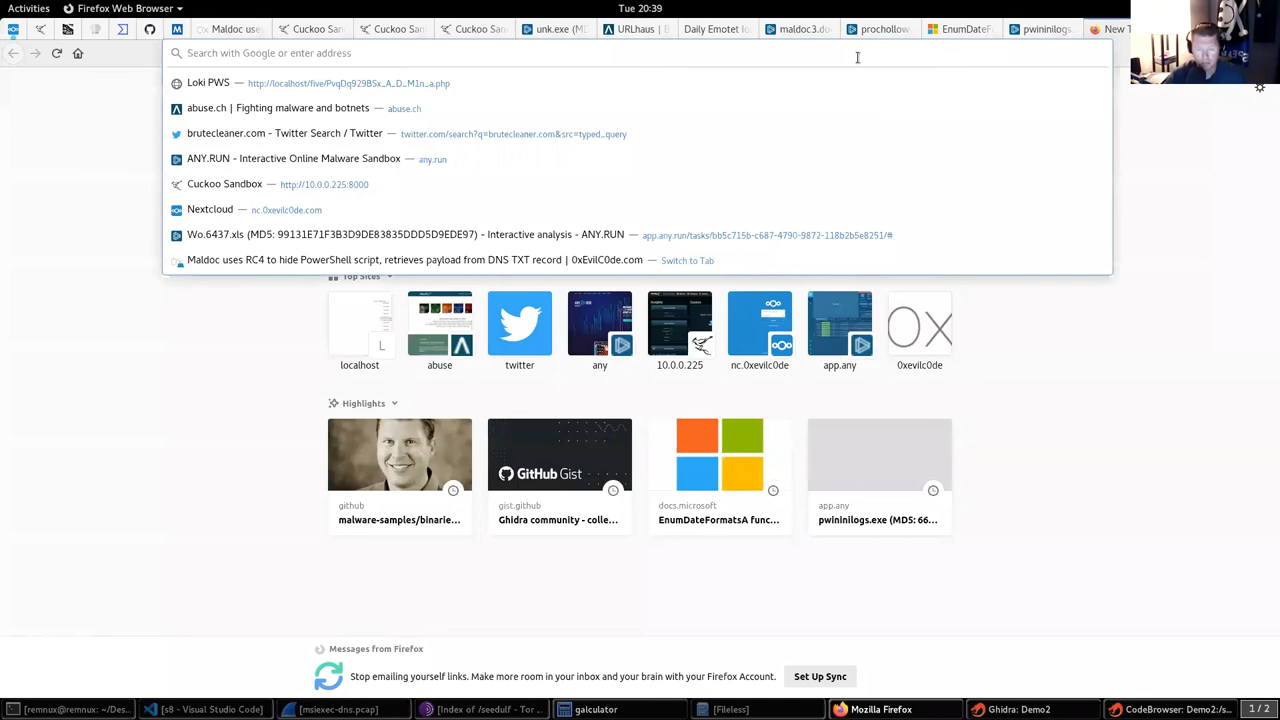 Activities
Firefox Web Browser
Tue 20:39
Maldoc uses
Cuckoo San
Cuckoo San
Cuckoo San
unk.exe (M
URLhaus | B
Daily Emotet Io
maldoc3.do
prochollow
EnumDateF
pwininilogs.
New T
Search with Google or enter address
Loki PWS — http://localhost/five/PvqDq929BSx_A_D_M1n_a.php
abuse.ch | Fighting malware and botnets — abuse.ch
brutecleaner.com - Twitter Search / Twitter — twitter.com/search?q=brutecleaner.com&src=typed_query
ANY.RUN - Interactive Online Malware Sandbox — any.run
Cuckoo Sandbox — http://10.0.0.225:8000
Nextcloud — nc.0xevilc0de.com
Wo.6437.xls (MD5: 99131E71F3B3D9DE83835DDD5D9EDE97) - Interactive analysis - ANY.RUN — app.any.run/tasks/bb5c715b-c687-4790-9872-118b2b5e8251/#
Maldoc uses RC4 to hide PowerShell script, retrieves payload from DNS TXT record | 0xEvilC0de.com — Switch to Tab
Top Sites
L
0X
localhost
abuse
twitter
any
10.0.0.225
nc.0xevilc0de
app.any
0xevilc0de
Highlights
GitHub Gist
github
malware-samples/binarie...
gist.github
Ghidra community - colle...
docs.microsoft
EnumDateFormatsA func...
app.any
pwininilogs.exe (MD5: 66...
Messages from Firefox
Stop emailing yourself links. Make more room in your inbox and your brain with your Firefox Account.
Set Up Sync
[remnux@remnux: ~/Des...
[s8 - Visual Studio Code]
[msiexec-dns.pcap]
[Index of /seedulf - Tor ...
galculator
[Fileless]
Mozilla Firefox
Ghidra: Demo2
CodeBrowser: Demo2:/s...
1 / 2